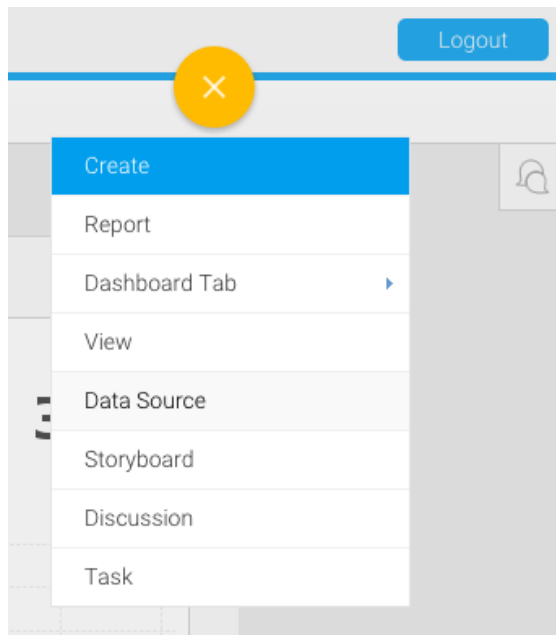 Logout
Create
Report
Dashboard Tab
View
Data Source
Storyboard
Discussion
Task